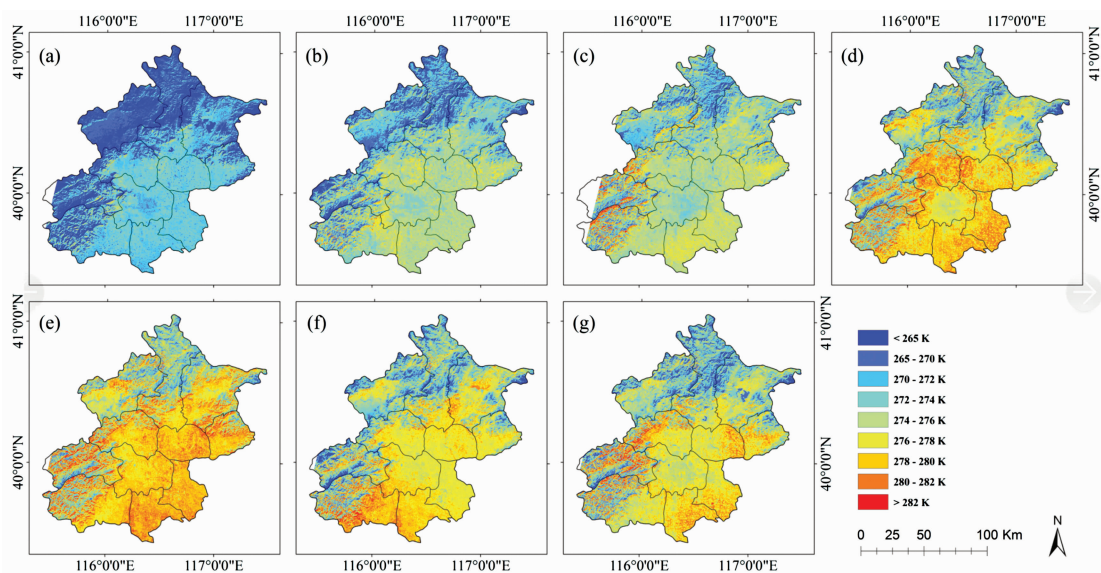 116°0'0"E 117°0'0"E 116°0'0"E 117°0'0"E 116°0'0"E 117°0'0"E 116°0'0"E 117°0'0"E
(a) (b) (c) (d)
41°0'0"N 41°0'0"N
40°0'0"N 40°0'0"N
(e) (f) (g)
41°0'0"N 41°0'0"N
40°0'0"N 40°0'0"N
116°0'0"E 117°0'0"E 116°0'0"E 117°0'0"E 116°0'0"E 117°0'0"E
< 265 K
265 - 270 K
270 - 272 K
272 - 274 K
274 - 276 K
276 - 278 K
278 - 280 K
280 - 282 K
> 282 K
0 25 50 100 Km
N